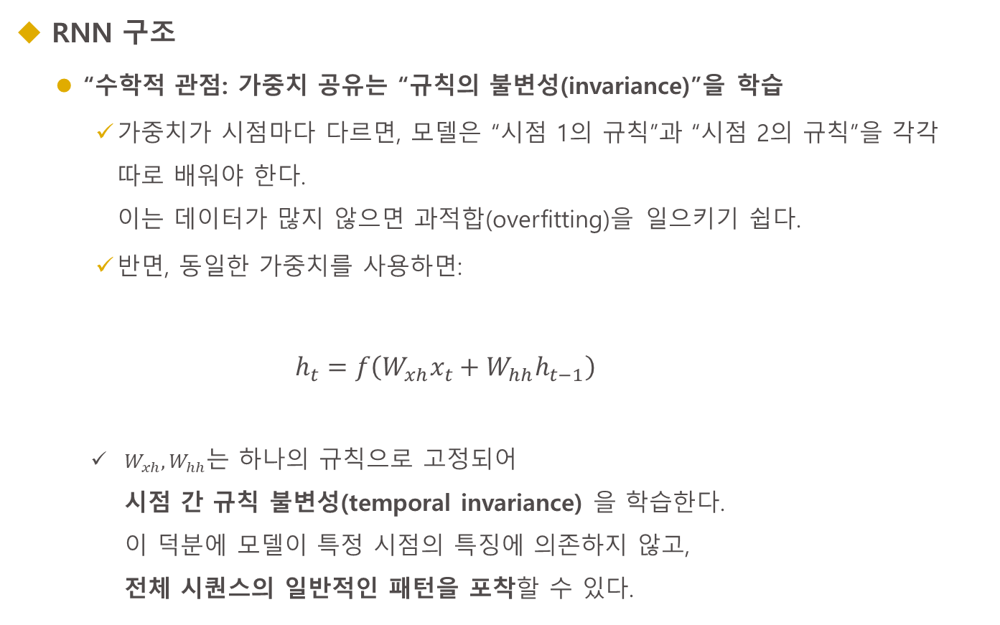 RNN 구조
“수학적 관점: 가중치 공유는 “규칙의 불변성(invariance)”을 학습
가중치가 시점마다 다르면, 모델은 “시점 1의 규칙”과 “시점 2의 규칙”을 각각
따로 배워야 한다.
이는 데이터가 많지 않으면 과적합(overfitting)을 일으키기 쉽다.
반면, 동일한 가중치를 사용하면:
h_t = f(W_{xh}x_t + W_{hh}h_{t−1})
W_{xh}, W_{hh}는 하나의 규칙으로 고정되어
시점 간 규칙 불변성(temporal invariance) 을 학습한다.
이 덕분에 모델이 특정 시점의 특징에 의존하지 않고,
전체 시퀀스의 일반적인 패턴을 포착할 수 있다.